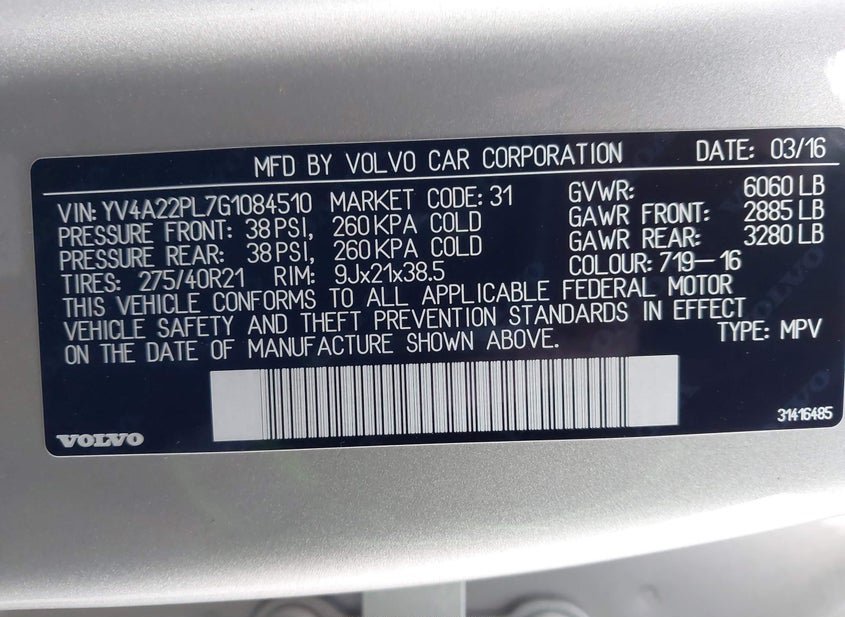 MFD BY VOLVO CAR CORPORATION DATE: 03/16
VIN: YV4A22PL7G1084510 MARKET CODE: 31 GVWR: 6060 LB
PRESSURE FRONT: 38 PSI, 260 KPA COLD GAWR FRONT: 2885 LB
PRESSURE REAR: 38 PSI, 260 KPA COLD GAWR REAR: 3280 LB
TIRES: 275/40R21 RIM: 9Jx21x38.5 COLOUR: 719-16
THIS VEHICLE CONFORMS TO ALL APPLICABLE FEDERAL MOTOR
VEHICLE SAFETY AND THEFT PREVENTION STANDARDS IN EFFECT
ON THE DATE OF MANUFACTURE SHOWN ABOVE. TYPE: MPV
31416485
VOLVO